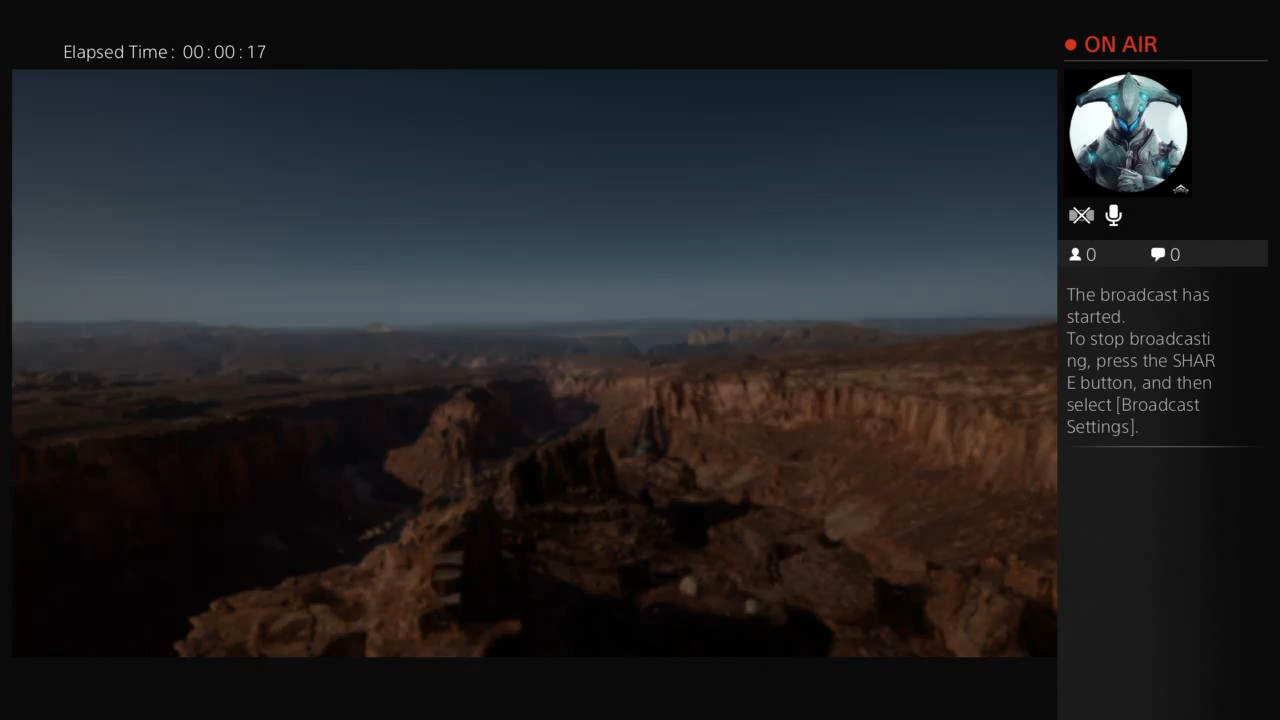 Elapsed Time: 00:00:17
ON AIR
0 0
The broadcast has
started.
To stop broadcasti
ng, press the SHAR
E button, and then
select [Broadcast
Settings].